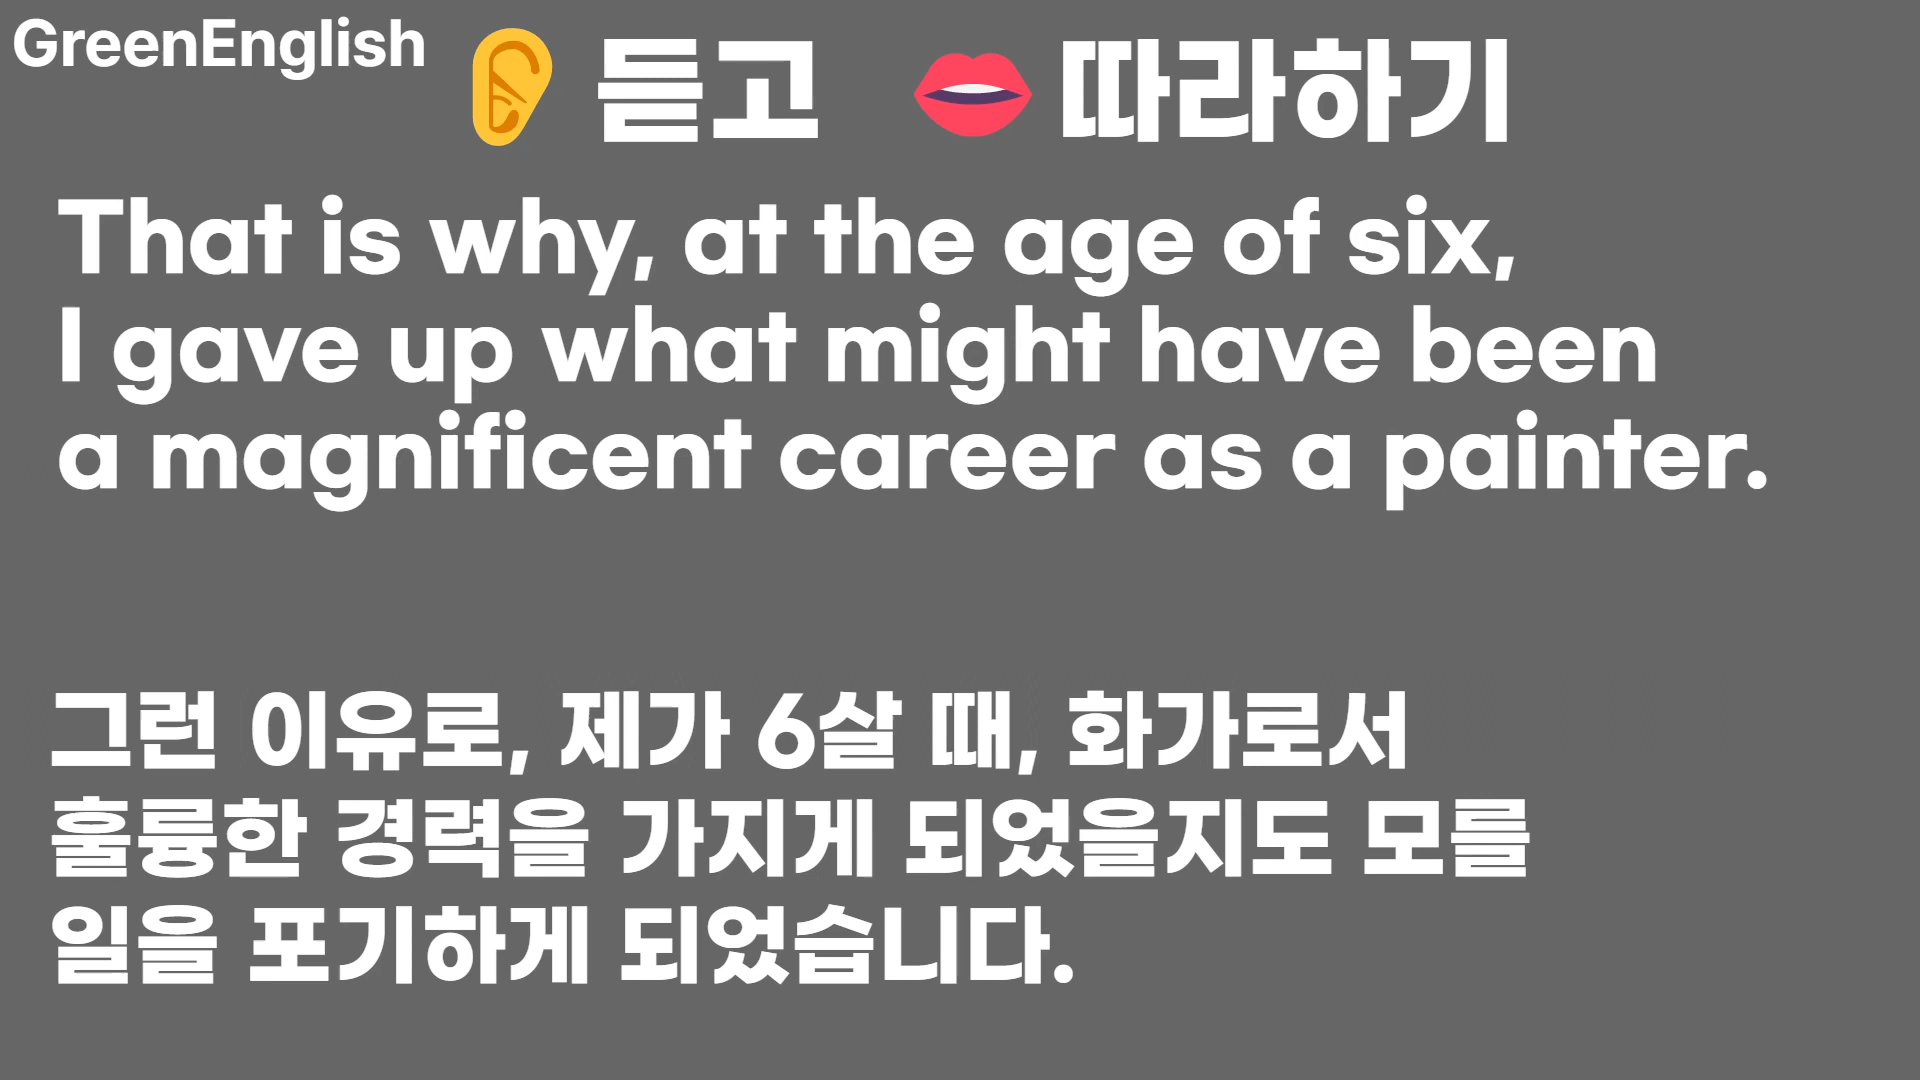 GreenEnglish
듣고 따라하기
That is why, at the age of six,
I gave up what might have been
a magnificent career as a painter.
그런 이유로, 제가 6살 때, 화가로서
훌륭한 경력을 가지게 되었을지도 모를
일을 포기하게 되었습니다.